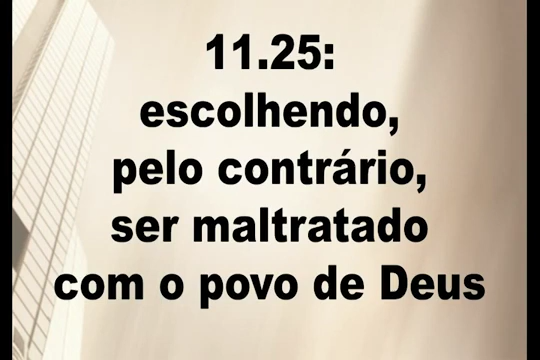 11.25:
escolhendo,
pelo contrário,
ser maltratado
com o povo de Deus